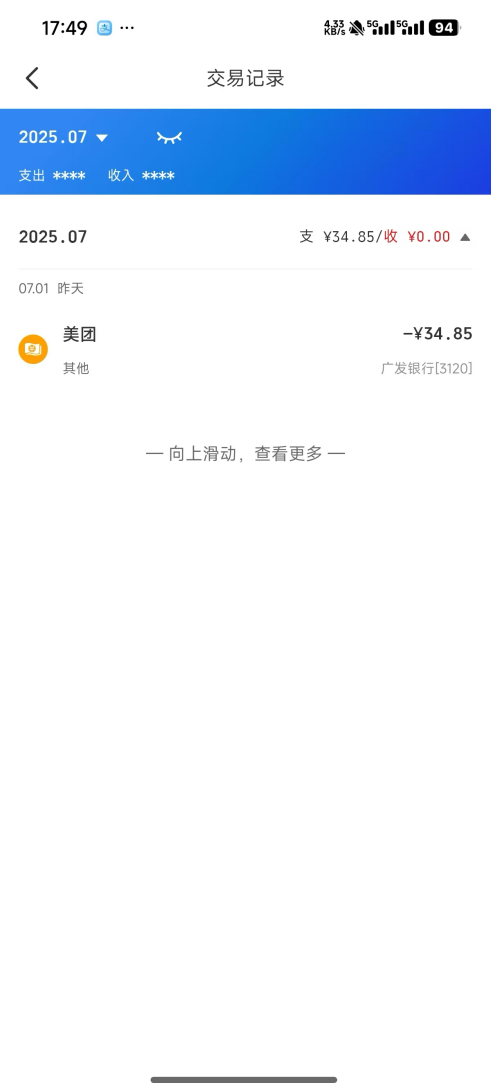 17:49 支 ··· 4.33 KB/s 5G 5G 94
交易记录
2025.07
支出 **** 收入 ****
2025.07 支 ¥34.85/收 ¥0.00
07.01 昨天
美团 -¥34.85
其他 广发银行[3120]
— 向上滑动，查看更多 —